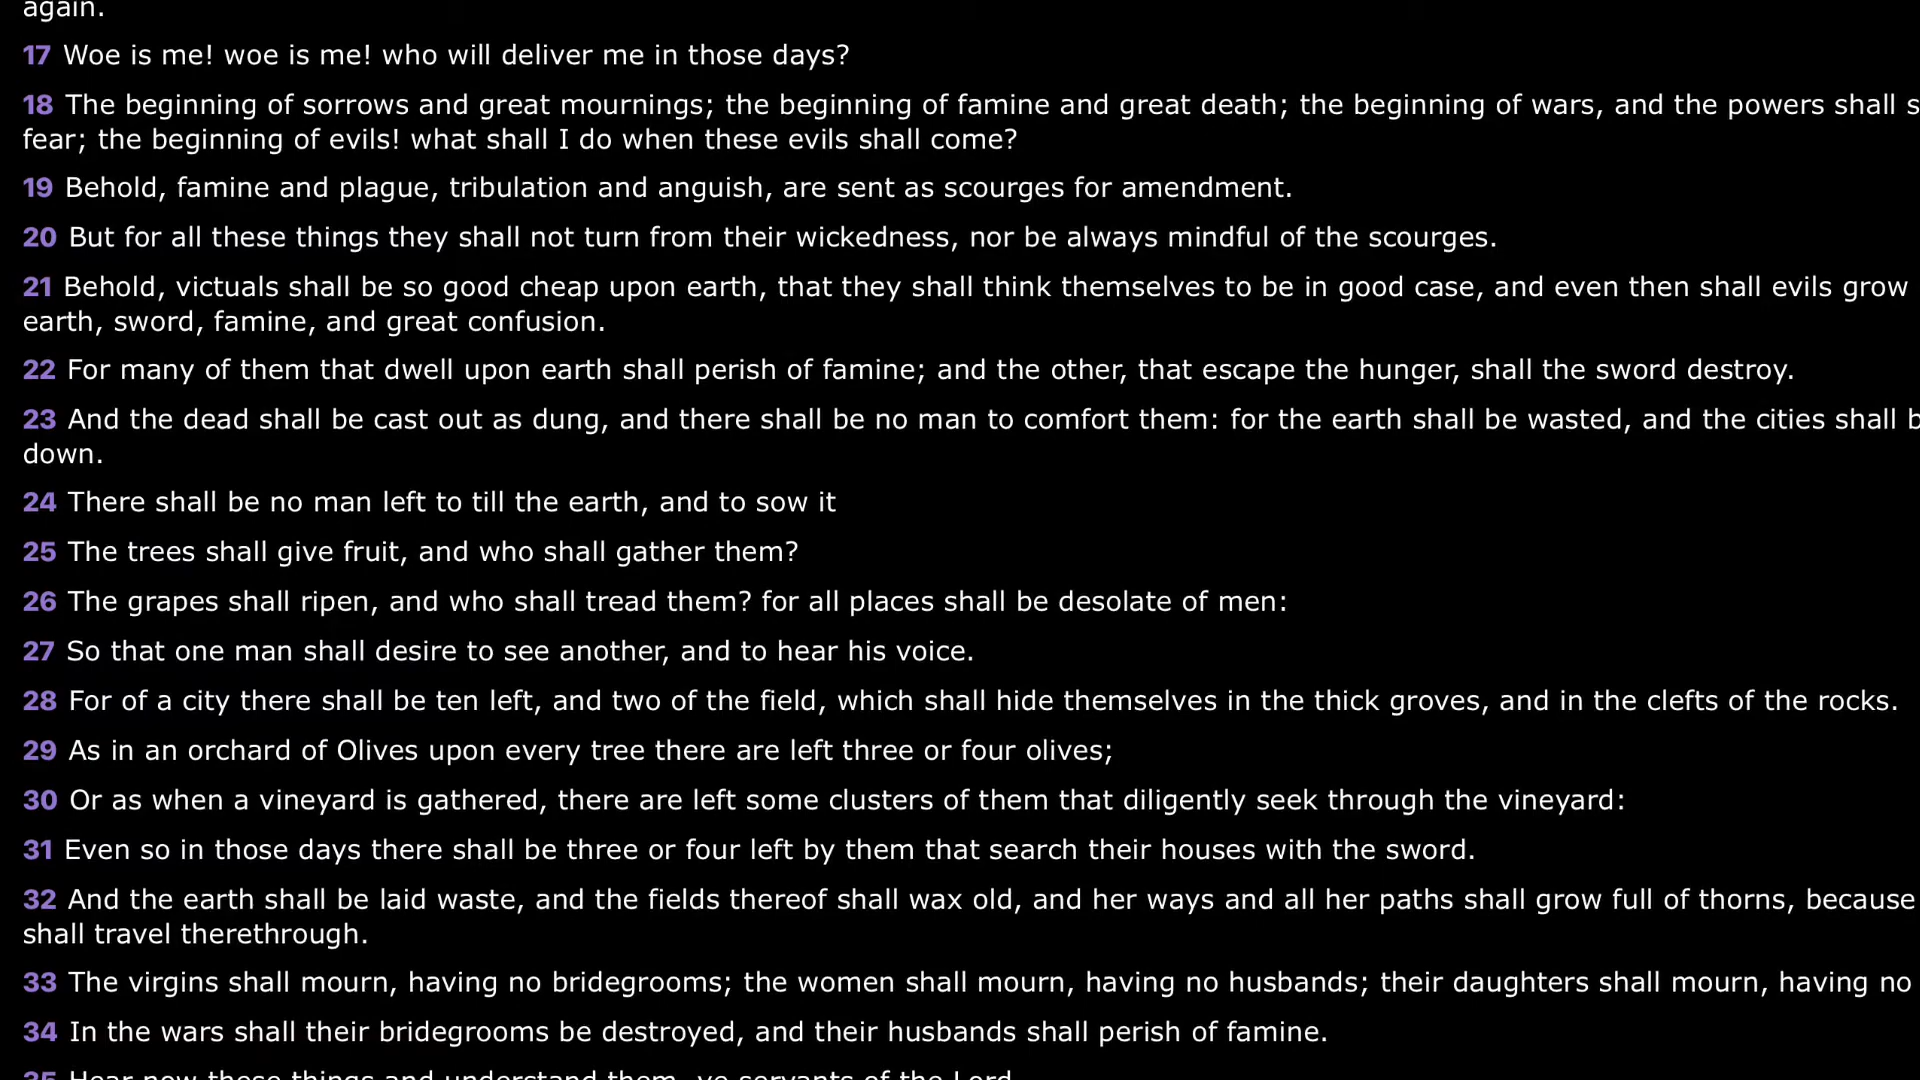 again.
17 Woe is me! woe is me! who will deliver me in those days?
18 The beginning of sorrows and great mournings; the beginning of famine and great death; the beginning of wars, and the powers shall s
fear; the beginning of evils! what shall I do when these evils shall come?
19 Behold, famine and plague, tribulation and anguish, are sent as scourges for amendment.
20 But for all these things they shall not turn from their wickedness, nor be always mindful of the scourges.
21 Behold, victuals shall be so good cheap upon earth, that they shall think themselves to be in good case, and even then shall evils grow
earth, sword, famine, and great confusion.
22 For many of them that dwell upon earth shall perish of famine; and the other, that escape the hunger, shall the sword destroy.
23 And the dead shall be cast out as dung, and there shall be no man to comfort them: for the earth shall be wasted, and the cities shall b
down.
24 There shall be no man left to till the earth, and to sow it
25 The trees shall give fruit, and who shall gather them?
26 The grapes shall ripen, and who shall tread them? for all places shall be desolate of men:
27 So that one man shall desire to see another, and to hear his voice.
28 For of a city there shall be ten left, and two of the field, which shall hide themselves in the thick groves, and in the clefts of the rocks.
29 As in an orchard of Olives upon every tree there are left three or four olives;
30 Or as when a vineyard is gathered, there are left some clusters of them that diligently seek through the vineyard:
31 Even so in those days there shall be three or four left by them that search their houses with the sword.
32 And the earth shall be laid waste, and the fields thereof shall wax old, and her ways and all her paths shall grow full of thorns, because
shall travel therethrough.
33 The virgins shall mourn, having no bridegrooms; the women shall mourn, having no husbands; their daughters shall mourn, having no
34 In the wars shall their bridegrooms be destroyed, and their husbands shall perish of famine.
35 Hear now these things and understand them, ye servants of the Lord